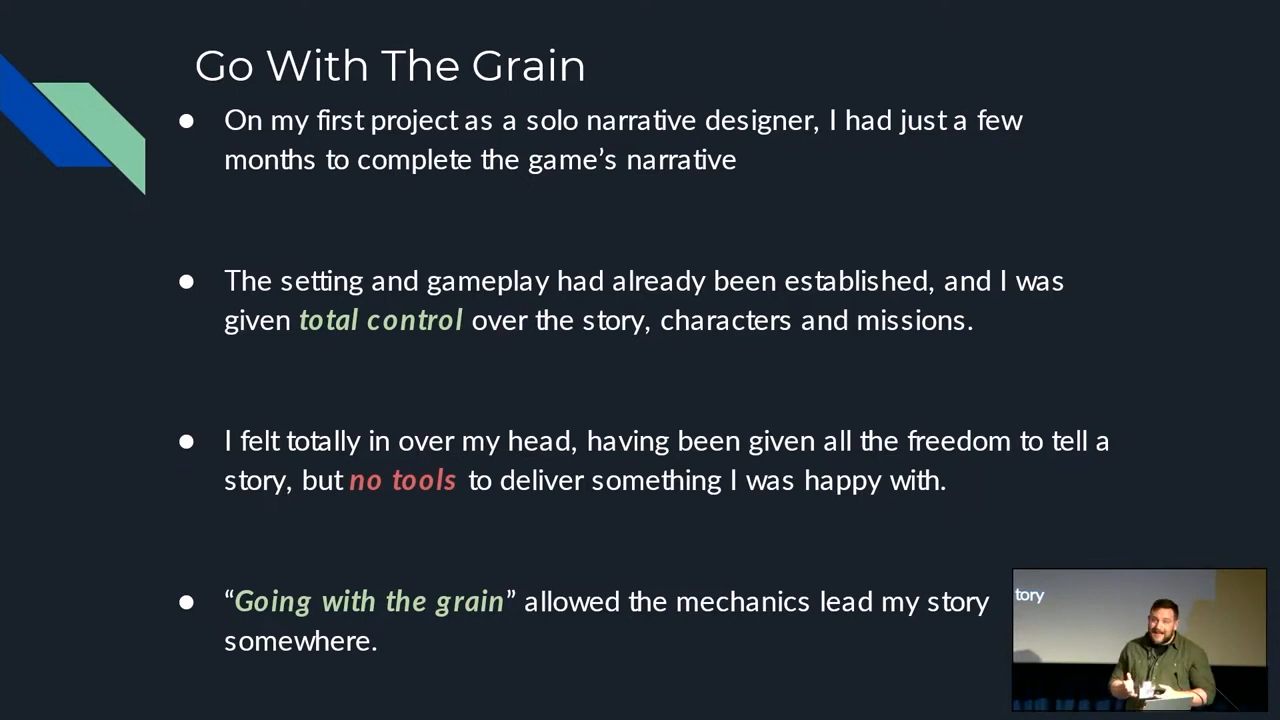 Go With The Grain
● On my first project as a solo narrative designer, I had just a few
months to complete the game’s narrative
● The setting and gameplay had already been established, and I was
given total control over the story, characters and missions.
● I felt totally in over my head, having been given all the freedom to tell a
story, but no tools to deliver something I was happy with.
● “Going with the grain” allowed the mechanics lead my story
somewhere.
tory